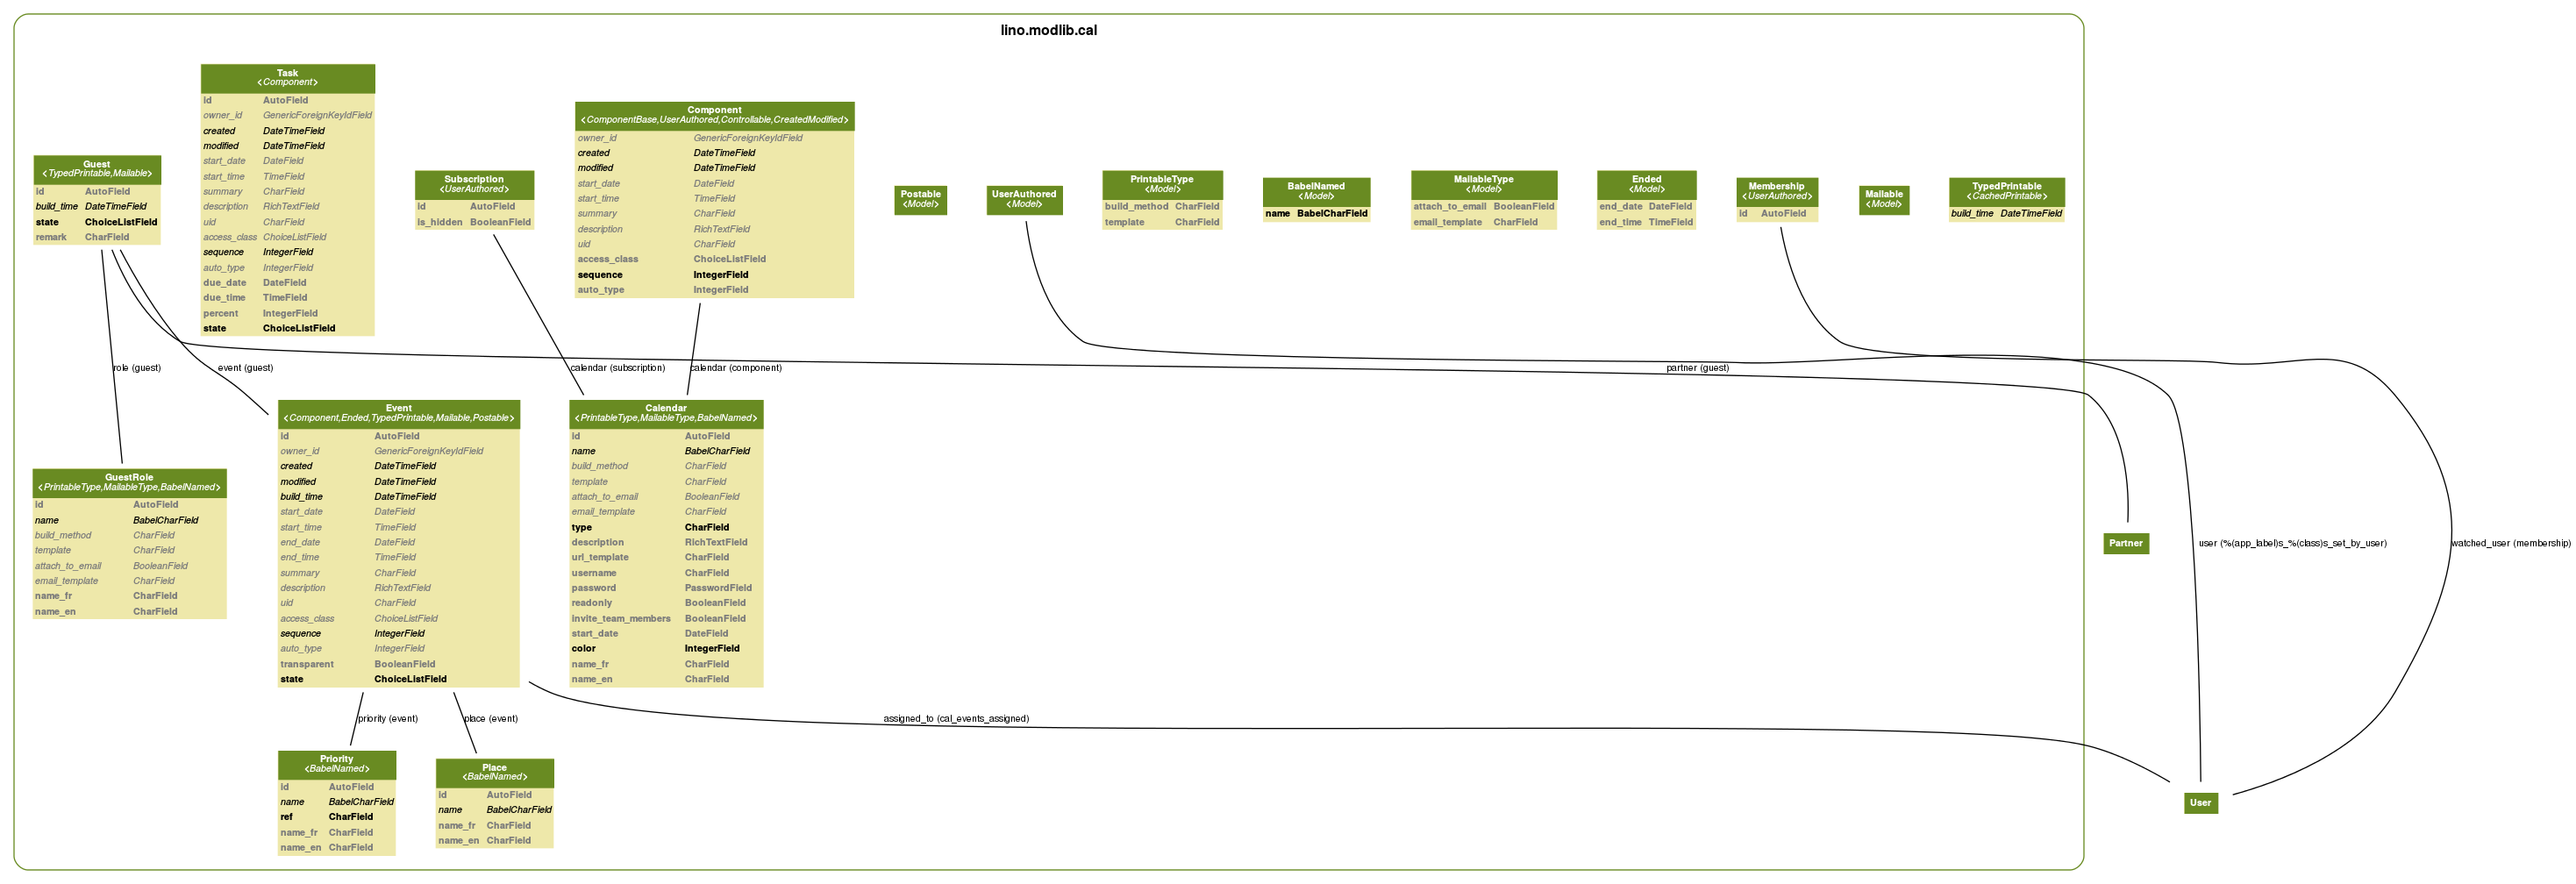 lino.modlib.cal
Task
<Component>
id AutoField
owner_id GenericForeignKeyIdField
created DateTimeField
modified DateTimeField
start_date DateField
start_time TimeField
summary CharField
description RichTextField
uid CharField
access_class ChoiceListField
sequence IntegerField
auto_type IntegerField
due_date DateField
due_time TimeField
percent IntegerField
state ChoiceListField
Component
<ComponentBase,UserAuthored,Controllable,CreatedModified>
owner_id GenericForeignKeyIdField
created DateTimeField
modified DateTimeField
start_date DateField
start_time TimeField
summary CharField
description RichTextField
uid CharField
access_class ChoiceListField
sequence IntegerField
auto_type IntegerField
Guest
<TypedPrintable,Mailable>
id AutoField
build_time DateTimeField
state ChoiceListField
remark CharField
Subscription
<UserAuthored>
id AutoField
is_hidden BooleanField
Postable
<Model>
UserAuthored
<Model>
PrintableType
<Model>
build_method CharField
template CharField
BabelNamed
<Model>
name BabelCharField
MailableType
<Model>
attach_to_email BooleanField
email_template CharField
Ended
<Model>
end_date DateField
end_time TimeField
Membership
<UserAuthored>
id AutoField
Mailable
<Model>
TypedPrintable
<CachedPrintable>
build_time DateTimeField
role (guest)
event (guest)
calendar (subscription)
calendar (component)
partner (guest)
Event
<Component,Ended,TypedPrintable,Mailable,Postable>
id AutoField
owner_id GenericForeignKeyIdField
created DateTimeField
modified DateTimeField
build_time DateTimeField
start_date DateField
start_time TimeField
end_date DateField
end_time TimeField
summary CharField
description RichTextField
uid CharField
access_class ChoiceListField
sequence IntegerField
auto_type IntegerField
transparent BooleanField
state ChoiceListField
Calendar
<PrintableType,MailableType,BabelNamed>
id AutoField
name BabelCharField
build_method CharField
template CharField
attach_to_email BooleanField
email_template CharField
type CharField
description RichTextField
url_template CharField
username CharField
password PasswordField
readonly BooleanField
invite_team_members BooleanField
start_date DateField
color IntegerField
name_fr CharField
name_en CharField
GuestRole
<PrintableType,MailableType,BabelNamed>
id AutoField
name BabelCharField
build_method CharField
template CharField
attach_to_email BooleanField
email_template CharField
name_fr CharField
name_en CharField
Partner
user (%(app_label)s_%(class)s_set_by_user)
watched_user (membership)
priority (event)
place (event)
assigned_to (cal_events_assigned)
Priority
<BabelNamed>
id AutoField
name BabelCharField
ref CharField
name_fr CharField
name_en CharField
Place
<BabelNamed>
id AutoField
name BabelCharField
name_fr CharField
name_en CharField
User